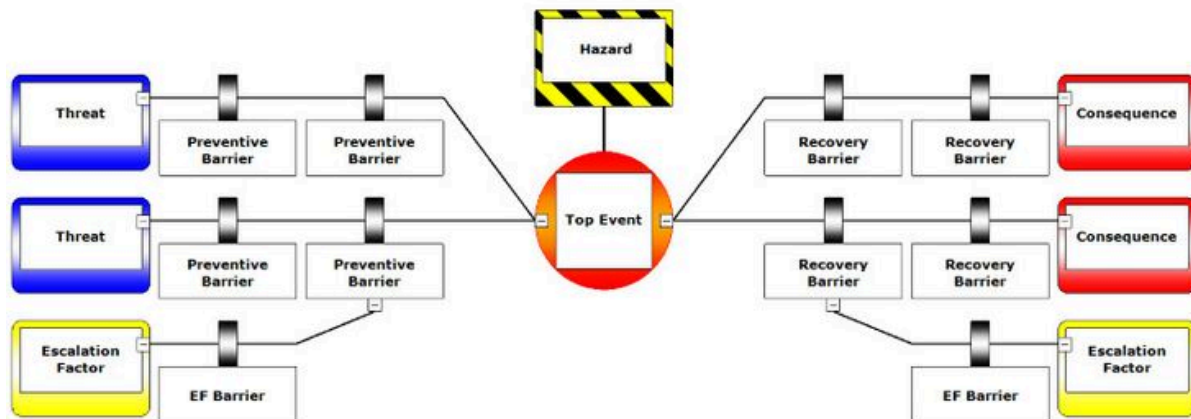 Hazard
Threat
Preventive
Barrier
Preventive
Barrier
Recovery
Barrier
Recovery
Barrier
Consequence
Top Event
Threat
Preventive
Barrier
Preventive
Barrier
Recovery
Barrier
Recovery
Barrier
Consequence
Escalation
Factor
EF Barrier
EF Barrier
Escalation
Factor